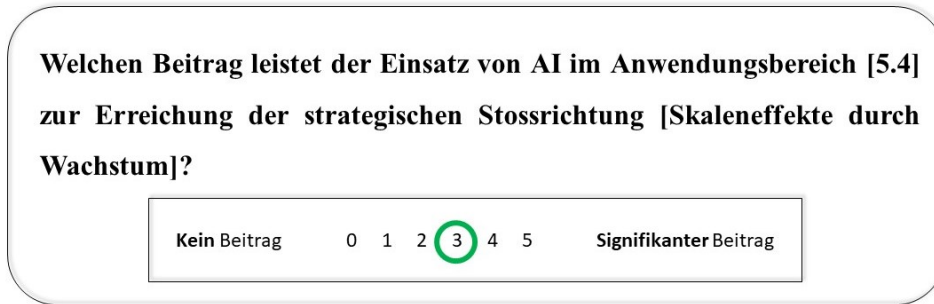 Welchen Beitrag leistet der Einsatz von AI im Anwendungsbereich [5.4]
zur Erreichung der strategischen Stossrichtung [Skaleneffekte durch
Wachstum]?
Kein Beitrag 0 1 2 3 4 5 Signifikanter Beitrag